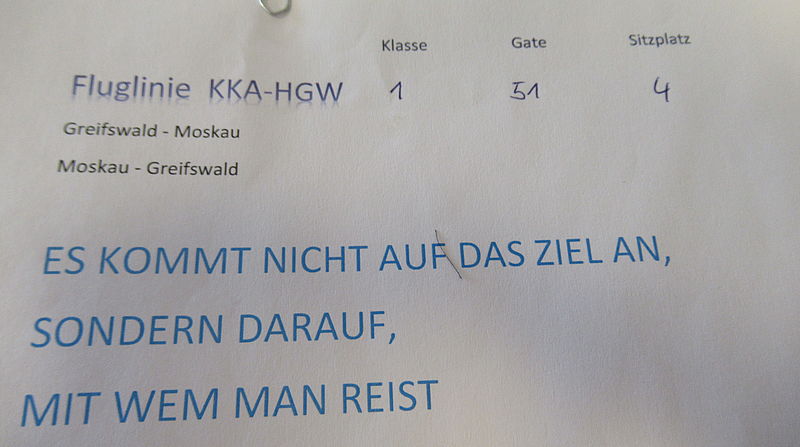 Klasse Gate Sitzplatz
Fluglinie KKA-HGW 1 51 4
Greifswald - Moskau
Moskau - Greifswald
ES KOMMT NICHT AUF DAS ZIEL AN,
SONDERN DARAUF,
MIT WEM MAN REIST